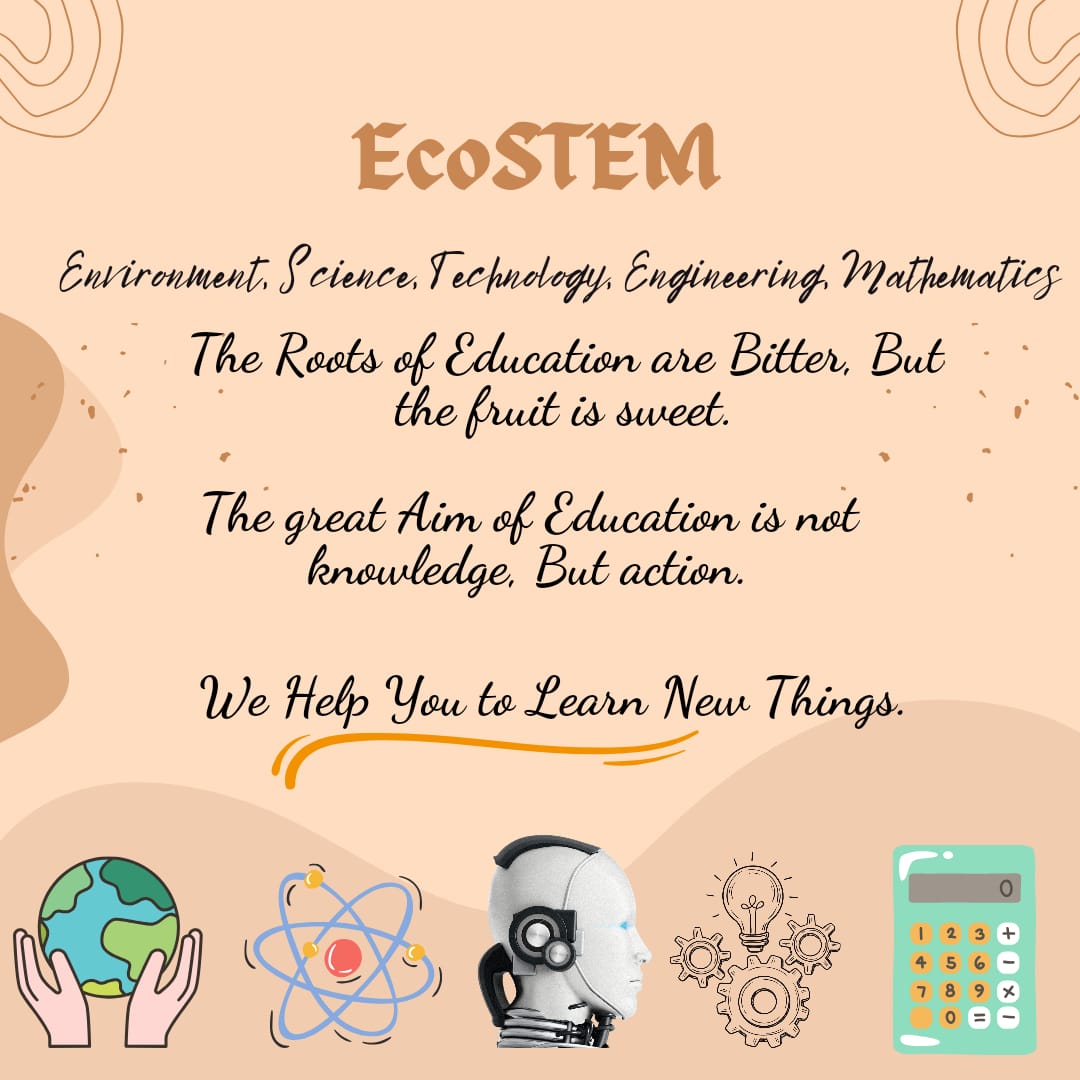 EcoSTEM
Environment, Science, Technology, Engineering, Mathematics
The Roots of Education are Bitter, But
the fruit is sweet.
The great Aim of Education is not
knowledge, But action.
We Help You to Learn New Things.
0
1 2 3 +
4 5 6 −
7 8 9 ×
0 = −